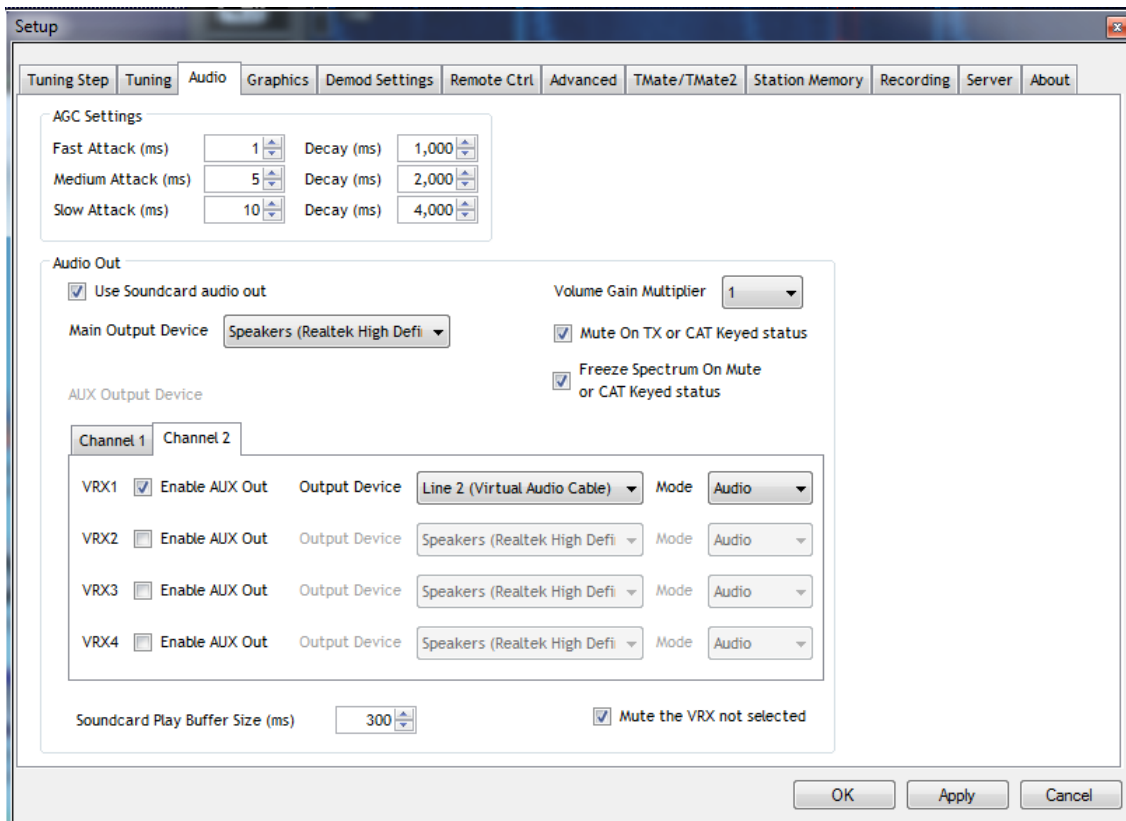 Setup
Tuning Step Tuning Audio Graphics Demod Settings Remote Ctrl Advanced TMate/TMate2 Station Memory Recording Server About
AGC Settings
Fast Attack (ms) 1 Decay (ms) 1,000
Medium Attack (ms) 5 Decay (ms) 2,000
Slow Attack (ms) 10 Decay (ms) 4,000
Audio Out
Use Soundcard audio out
Volume Gain Multiplier 1
Main Output Device Speakers (Realtek High Defi
Mute On TX or CAT Keyed status
Freeze Spectrum On Mute
or CAT Keyed status
AUX Output Device
Channel 1 Channel 2
VRX1 Enable AUX Out Output Device Line 2 (Virtual Audio Cable) Mode Audio
VRX2 Enable AUX Out Output Device Speakers (Realtek High Defi Mode Audio
VRX3 Enable AUX Out Output Device Speakers (Realtek High Defi Mode Audio
VRX4 Enable AUX Out Output Device Speakers (Realtek High Defi Mode Audio
Soundcard Play Buffer Size (ms) 300
Mute the VRX not selected
OK Apply Cancel